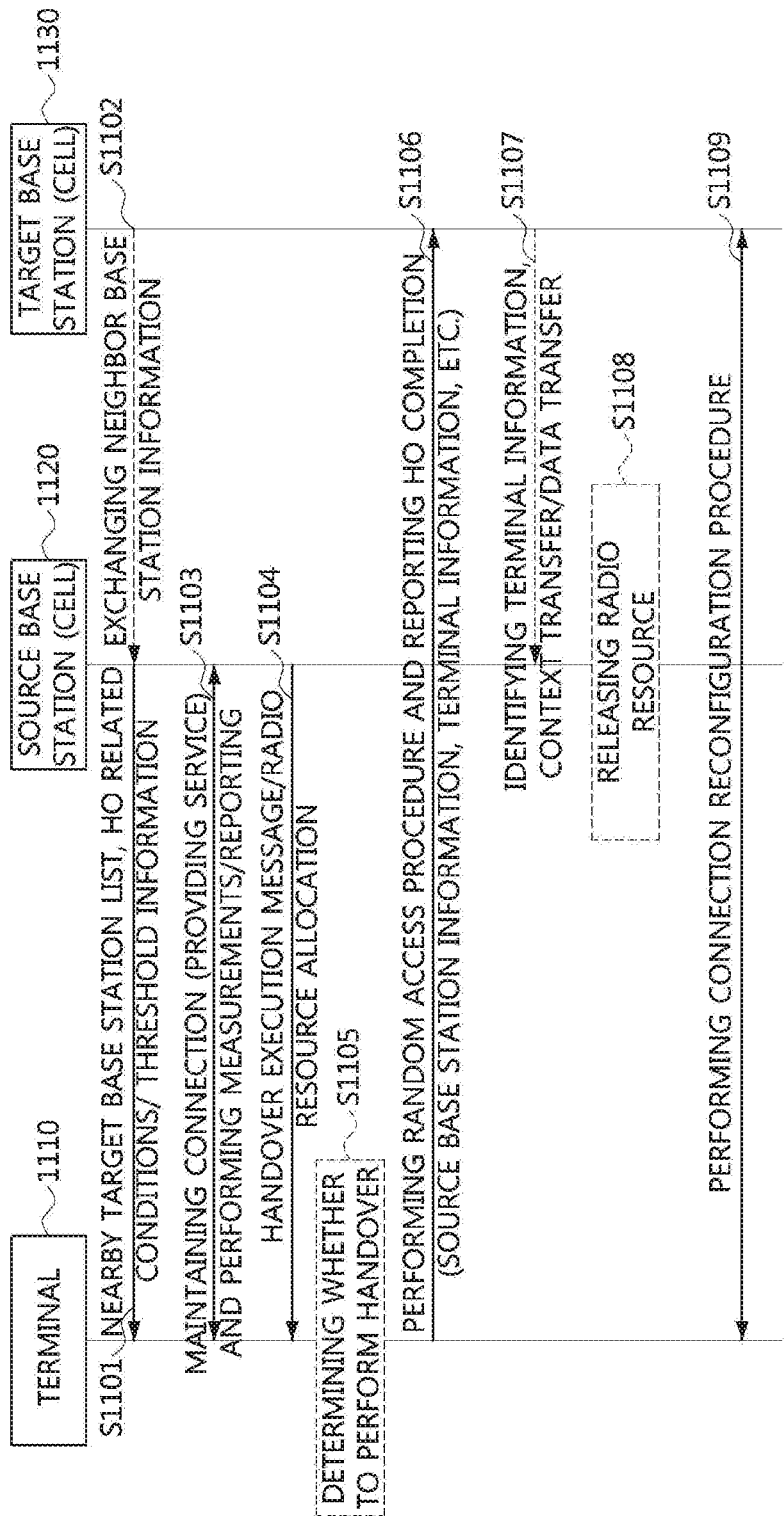 TERMINAL
1110
SOURCE BASE
STATION (CELL)
1120
TARGET BASE
STATION (CELL)
1130
S1101
NEARBY TARGET BASE STATION LIST, HO RELATED
CONDITIONS/ THRESHOLD INFORMATION
EXCHANGING NEIGHBOR BASE
STATION INFORMATION
S1102
MAINTAINING CONNECTION (PROVIDING SERVICE)
AND PERFORMING MEASUREMENTS/REPORTING
S1103
HANDOVER EXECUTION MESSAGE/RADIO
RESOURCE ALLOCATION
S1104
DETERMINING WHETHER
TO PERFORM HANDOVER
S1105
PERFORMING RANDOM ACCESS PROCEDURE AND REPORTING HO COMPLETION
(SOURCE BASE STATION INFORMATION, TERMINAL INFORMATION, ETC.)
S1106
IDENTIFYING TERMINAL INFORMATION,
CONTEXT TRANSFER/DATA TRANSFER
S1107
RELEASING RADIO
RESOURCE
S1108
PERFORMING CONNECTION RECONFIGURATION PROCEDURE
S1109